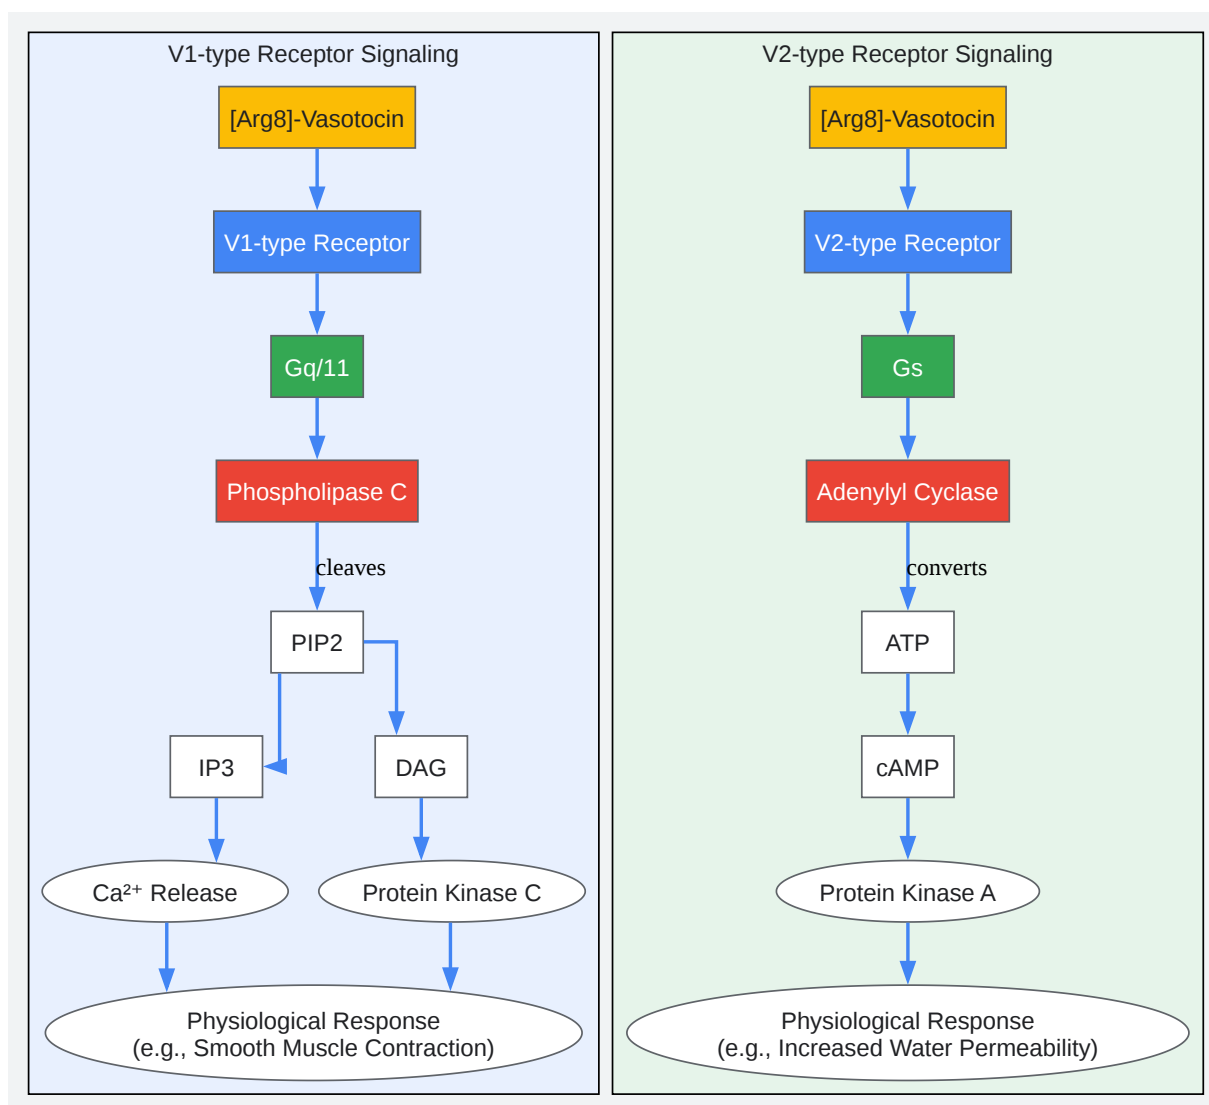 V1-type Receptor Signaling
[Arg8]-Vasotocin
V1-type Receptor
Gq/11
Phospholipase C
cleaves
PIP2
IP3
DAG
Ca²⁺ Release
Protein Kinase C
Physiological Response
(e.g., Smooth Muscle Contraction)
V2-type Receptor Signaling
[Arg8]-Vasotocin
V2-type Receptor
Gs
Adenylyl Cyclase
converts
ATP
cAMP
Protein Kinase A
Physiological Response
(e.g., Increased Water Permeability)